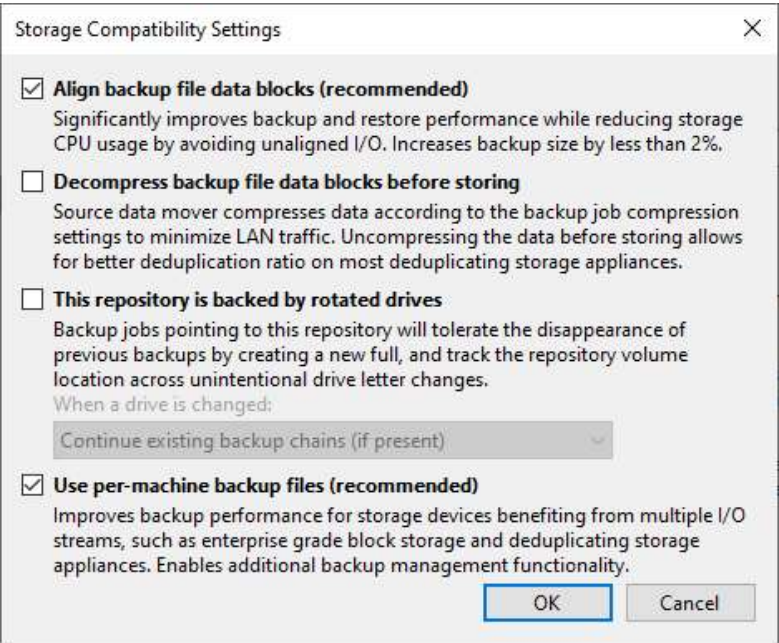 Storage Compatibility Settings
Align backup file data blocks (recommended)
Significantly improves backup and restore performance while reducing storage
CPU usage by avoiding unaligned I/O. Increases backup size by less than 2%.
Decompress backup file data blocks before storing
Source data mover compresses data according to the backup job compression
settings to minimize LAN traffic. Uncompressing the data before storing allows
for better deduplication ratio on most deduplicating storage appliances.
This repository is backed by rotated drives
Backup jobs pointing to this repository will tolerate the disappearance of
previous backups by creating a new full, and track the repository volume
location across unintentional drive letter changes.
When a drive is changed:
Continue existing backup chains (if present)
Use per-machine backup files (recommended)
Improves backup performance for storage devices benefiting from multiple I/O
streams, such as enterprise grade block storage and deduplicating storage
appliances. Enables additional backup management functionality.
OK Cancel